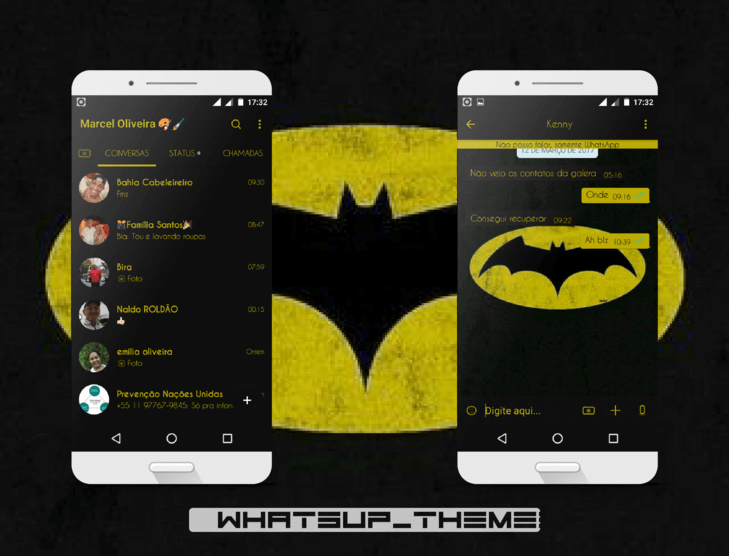 17:32
Marcel Oliveira
CONVERSAS STATUS CHAMADAS
Bahia Cabeleireiro 09:30
Firiz
Família Santos 08:47
Bia: Tou e lavando roupas
Bira 07:59
Foto
Naldo ROLDÃO 00:15
emilia oliveira Ontem
Foto
Prevenção Nações Unidas
+55 11 97767-9845: Só pra infon
17:32
Kenny
Não posso falar, somente WhatsApp
12 DE MARÇO DE 2017
Não veio os contatos da galera 05:16
Onde 09:16
Consegui recuperar 09:22
Ah blz 10:39
Digite aqui...
WHATSUP_THEME